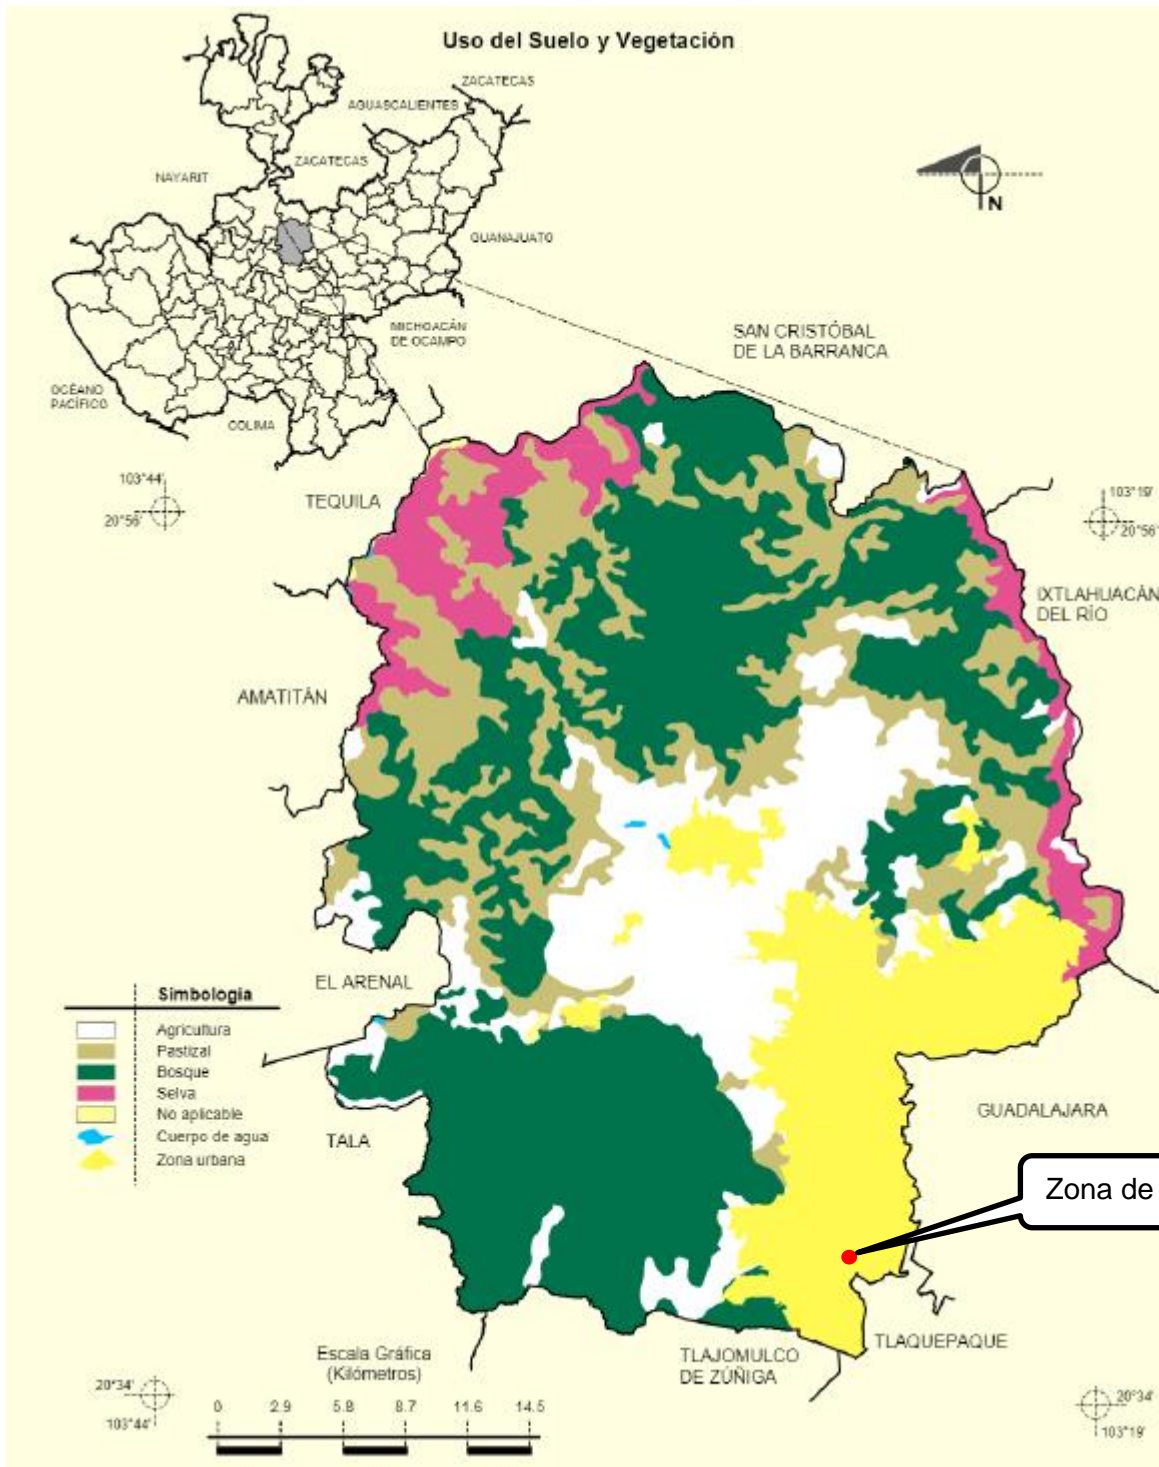 Uso del Suelo y Vegetación
ZACATECAS
AGUASCALIENTES
ZACATECAS
NAYARIT
N
GUANAJUATO
MICHOACÁN
DE OCAMPO
SAN CRISTÓBAL
DE LA BARRANCA
OCÉANO
PACÍFICO
COLIMA
103°44'
20°56'
TEQUILA
103°19'
20°56'
IXTLAHUACÁN
DEL RÍO
AMATITÁN
EL ARENAL
Simbología
Agricultura
Pastizal
Bosque
Selva
No aplicable
Cuerpo de agua
Zona urbana
TALA
GUADALAJARA
Zona de
TLAQUEPAQUE
TLAJOMULCO
DE ZÚÑIGA
Escala Gráfica
(Kilómetros)
0 2.9 5.8 8.7 11.6 14.5
20°34'
103°44'
20°34'
103°19'